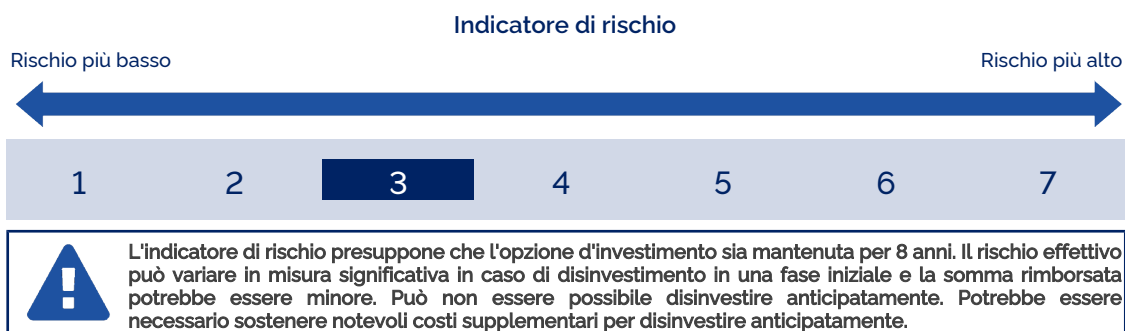 Indicatore di rischio
Rischio più basso
Rischio più alto
1 2 3 4 5 6 7
L'indicatore di rischio presuppone che l'opzione d'investimento sia mantenuta per 8 anni. Il rischio effettivo
può variare in misura significativa in caso di disinvestimento in una fase iniziale e la somma rimborsata
potrebbe essere minore. Può non essere possibile disinvestire anticipatamente. Potrebbe essere
necessario sostenere notevoli costi supplementari per disinvestire anticipatamente.